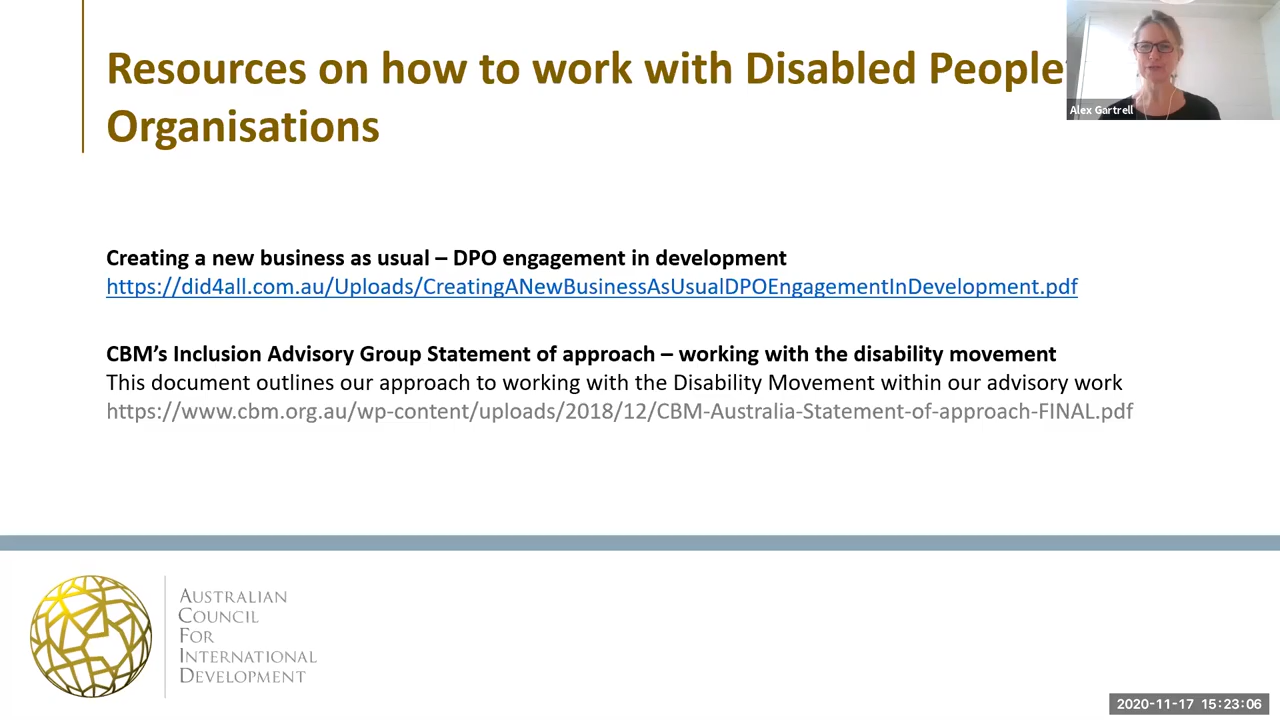 Resources on how to work with Disabled People
Organisations
Alex Gartrell
Creating a new business as usual – DPO engagement in development
https://did4all.com.au/Uploads/CreatingANewBusinessAsUsualDPOEngagementInDevelopment.pdf
CBM’s Inclusion Advisory Group Statement of approach – working with the disability movement
This document outlines our approach to working with the Disability Movement within our advisory work
https://www.cbm.org.au/wp-content/uploads/2018/12/CBM-Australia-Statement-of-approach-FINAL.pdf
AUSTRALIAN
COUNCIL
FOR
INTERNATIONAL
DEVELOPMENT
2020-11-17 15:23:06